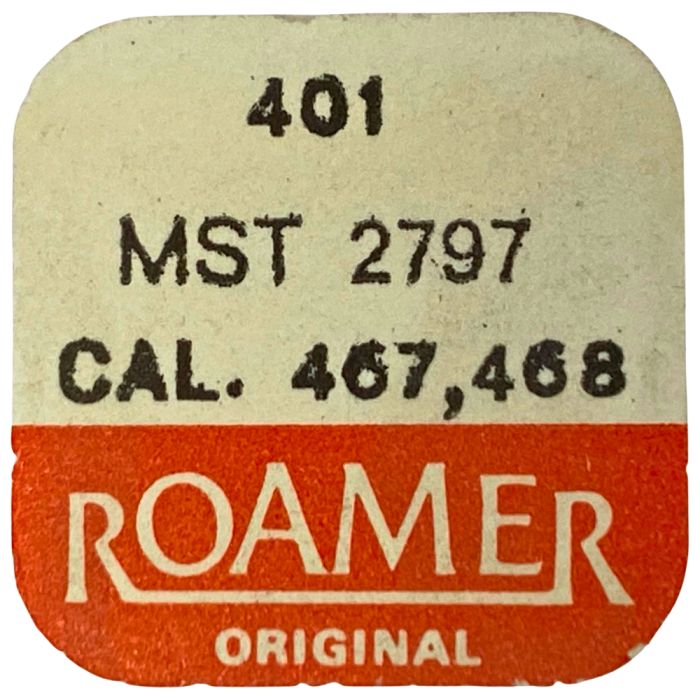 401
MST 2797
CAL. 467,468
ROAMER
ORIGINAL